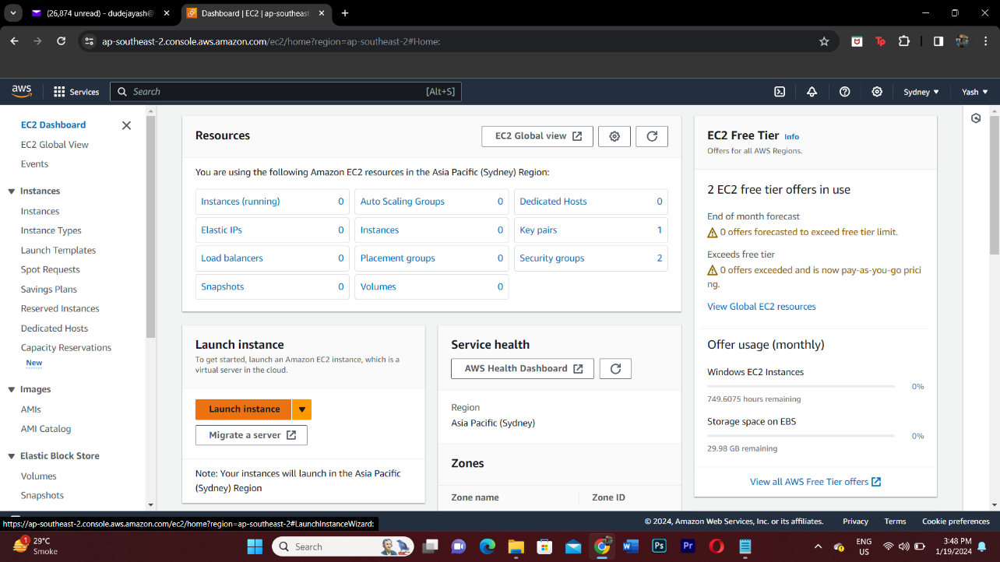 (26,874 unread) - dudejayash@
Dashboard | EC2 | ap-southeast
ap-southeast-2.console.aws.amazon.com/ec2/home?region=ap-southeast-2#Home:
aws
Services
Search
[Alt+S]
Sydney
Yash
EC2 Dashboard
EC2 Global View
Events
Instances
Instances
Instance Types
Launch Templates
Spot Requests
Savings Plans
Reserved Instances
Dedicated Hosts
Capacity Reservations
New
Images
AMIs
AMI Catalog
Elastic Block Store
Volumes
Snapshots
Resources
EC2 Global view
You are using the following Amazon EC2 resources in the Asia Pacific (Sydney) Region:
Instances (running) 0
Auto Scaling Groups 0
Dedicated Hosts 0
Elastic IPs 0
Instances 0
Key pairs 1
Load balancers 0
Placement groups 0
Security groups 2
Snapshots 0
Volumes 0
Launch instance
To get started, launch an Amazon EC2 instance, which is a
virtual server in the cloud.
Launch instance
Migrate a server
Note: Your instances will launch in the Asia Pacific
(Sydney) Region
Service health
AWS Health Dashboard
Region
Asia Pacific (Sydney)
Zones
Zone name
Zone ID
EC2 Free Tier Info
Offers for all AWS Regions.
2 EC2 free tier offers in use
End of month forecast
0 offers forecasted to exceed free tier limit.
Exceeds free tier
0 offers exceeded and is now pay-as-you-go prici
ng.
View Global EC2 resources
Offer usage (monthly)
Windows EC2 Instances
0%
749.6075 hours remaining
Storage space on EBS
0%
29.98 GB remaining
View all AWS Free Tier offers
https://ap-southeast-2.console.aws.amazon.com/ec2/home?region=ap-southeast-2#LaunchInstanceWizard:
© 2024, Amazon Web Services, Inc. or its affiliates.
Privacy
Terms
Cookie preferences
1
29°C
Smoke
Search
W
Ps
Pr
ENG
US
3:48 PM
1/19/2024